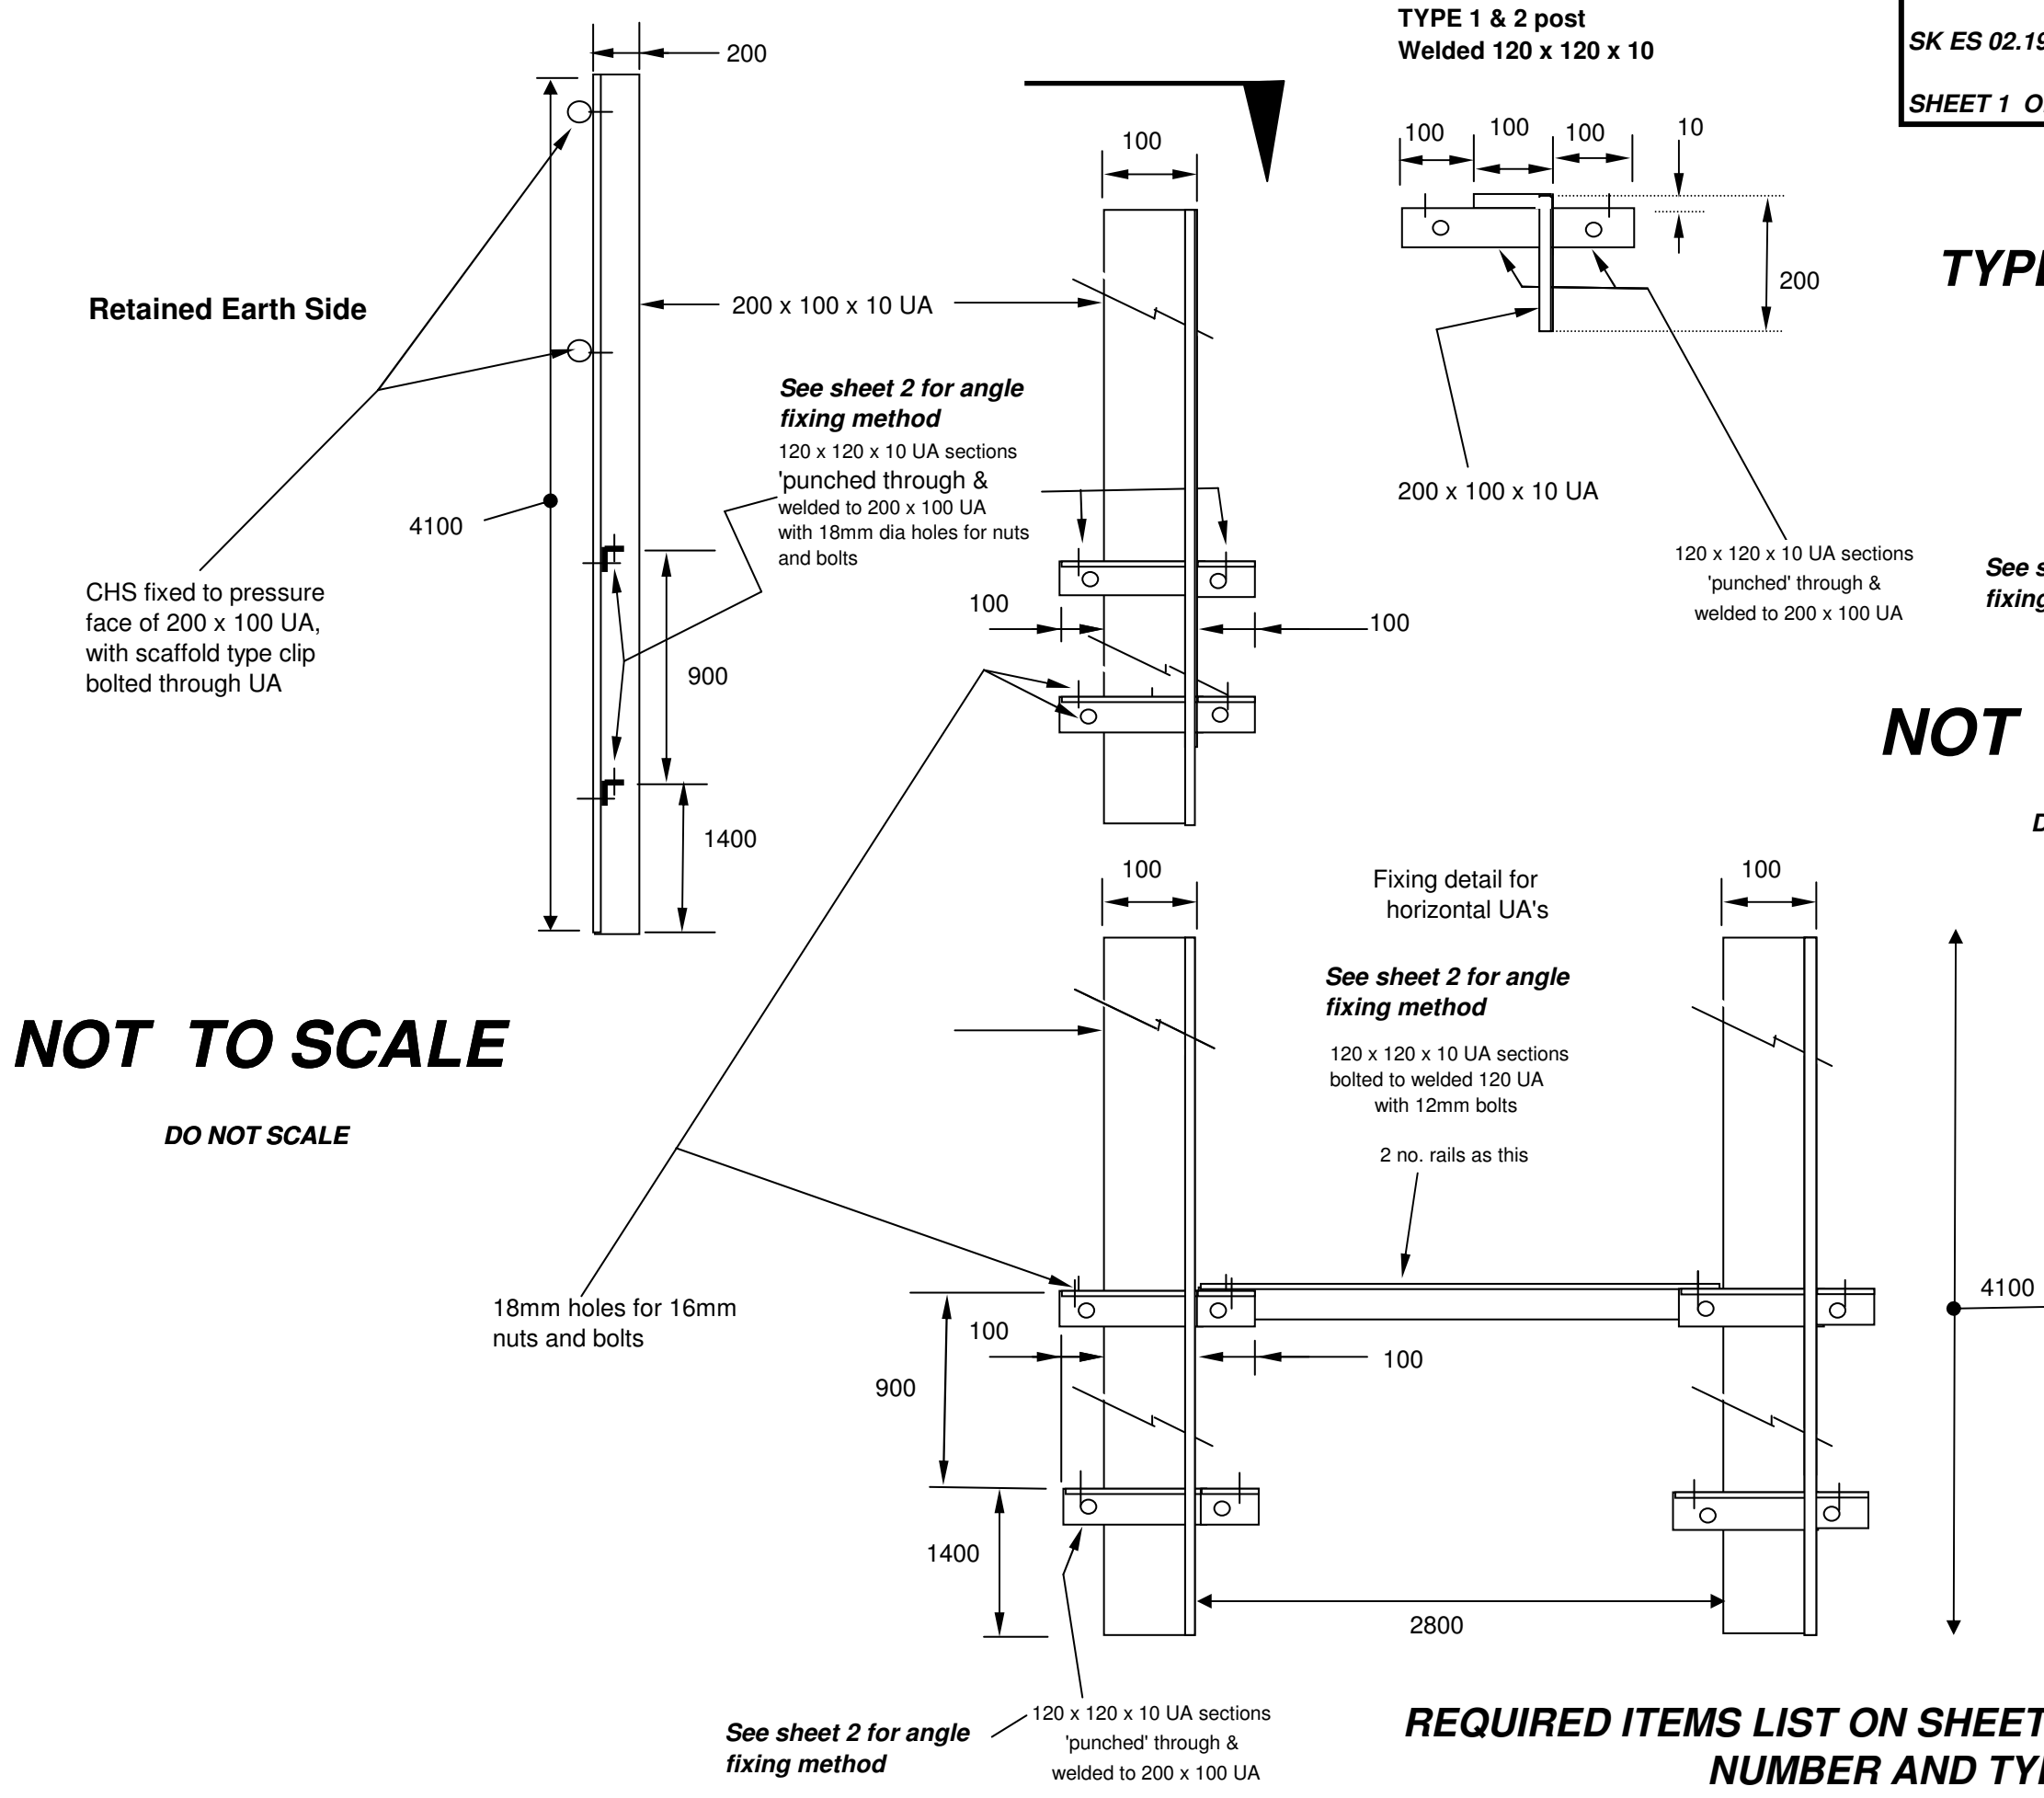 TYPE 1 & 2 post
Welded 120 x 120 x 10
SK ES 02.19
SHEET 1 O
200
100
100
100
100
10
200
TYPE
Retained Earth Side
200 x 100 x 10 UA
See sheet 2 for angle
fixing method
120 x 120 x 10 UA sections
'punched through &
welded to 200 x 100 UA
with 18mm dia holes for nuts
and bolts
4100
200 x 100 x 10 UA
120 x 120 x 10 UA sections
'punched' through &
welded to 200 x 100 UA
See s
fixing
CHS fixed to pressure
face of 200 x 100 UA,
with scaffold type clip
bolted through UA
100
100
900
NOT
D
1400
100
Fixing detail for
horizontal UA's
100
See sheet 2 for angle
fixing method
NOT TO SCALE
DO NOT SCALE
120 x 120 x 10 UA sections
bolted to welded 120 UA
with 12mm bolts
2 no. rails as this
18mm holes for 16mm
nuts and bolts
4100
100
100
900
1400
2800
See sheet 2 for angle
fixing method
120 x 120 x 10 UA sections
'punched' through &
welded to 200 x 100 UA
REQUIRED ITEMS LIST ON SHEET
NUMBER AND TYP